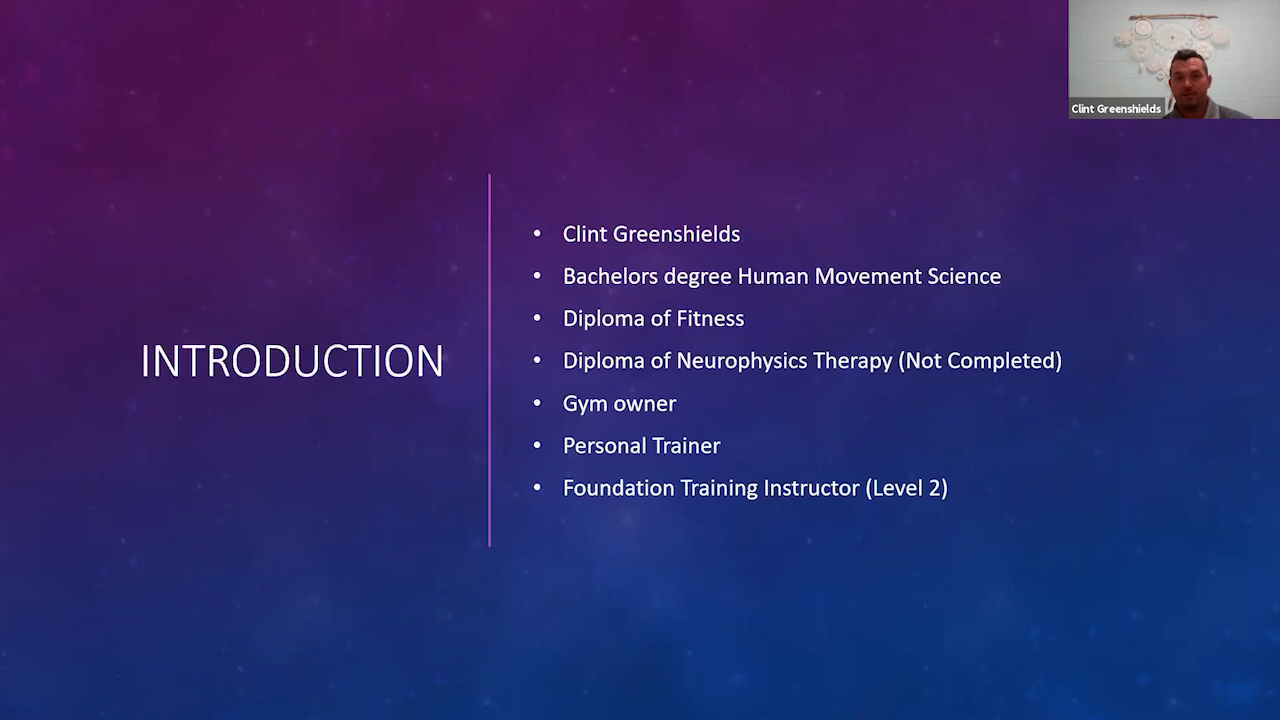 Clint Greenshields
INTRODUCTION
• Clint Greenshields
• Bachelors degree Human Movement Science
• Diploma of Fitness
• Diploma of Neurophysics Therapy (Not Completed)
• Gym owner
• Personal Trainer
• Foundation Training Instructor (Level 2)